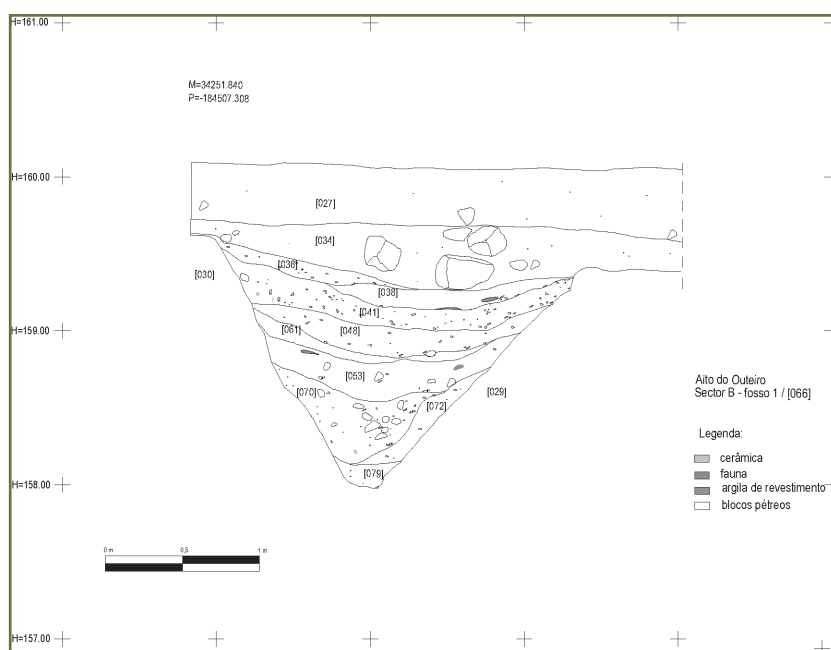 H=161.00
M=34251.840
P=-184507.308
H=160.00
[027]
[034]
[036]
[030]
[038]
[041]
H=159.00
[061]
[048]
[053]
[070]
[072]
[029]
Alto do Outeiro
Sector B - fosso 1 / [066]
Legenda:
cerâmica
fauna
argila de revestimento
blocos pétreos
[079]
H=158.00
0 m
0,5
1 m
H=157.00